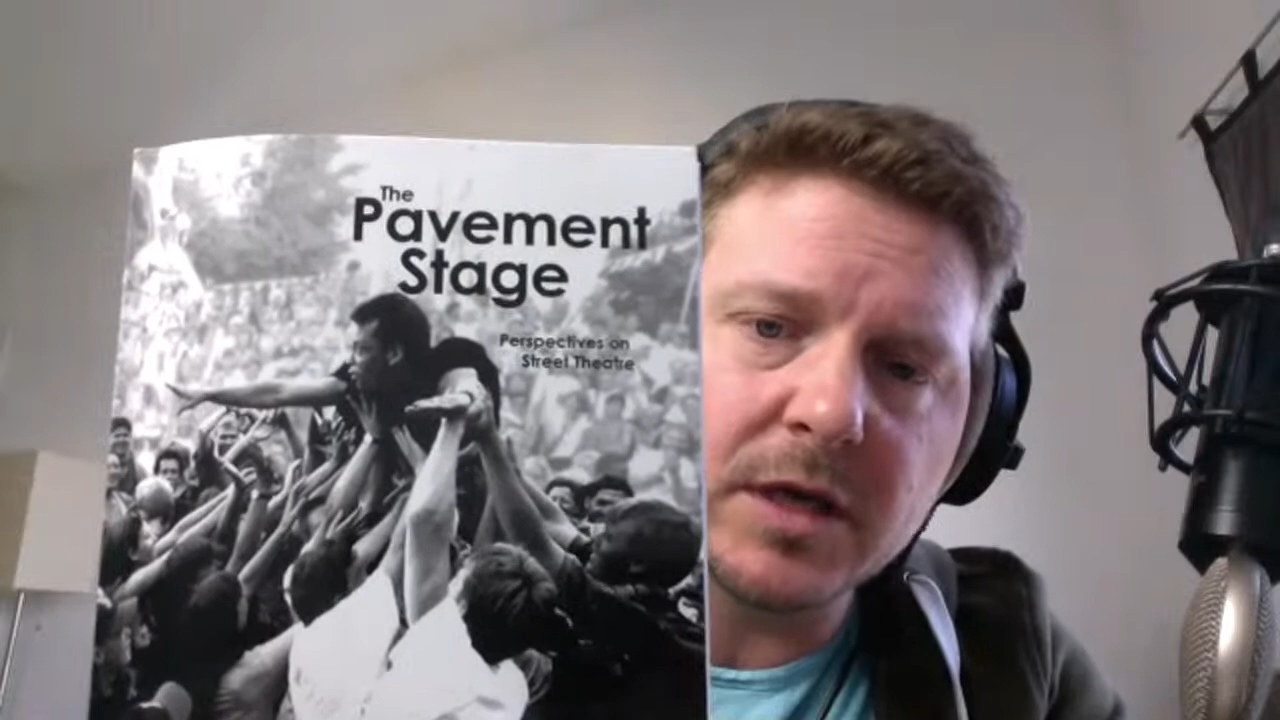 The
Pavement
Stage
Perspectives on
Street Theatre